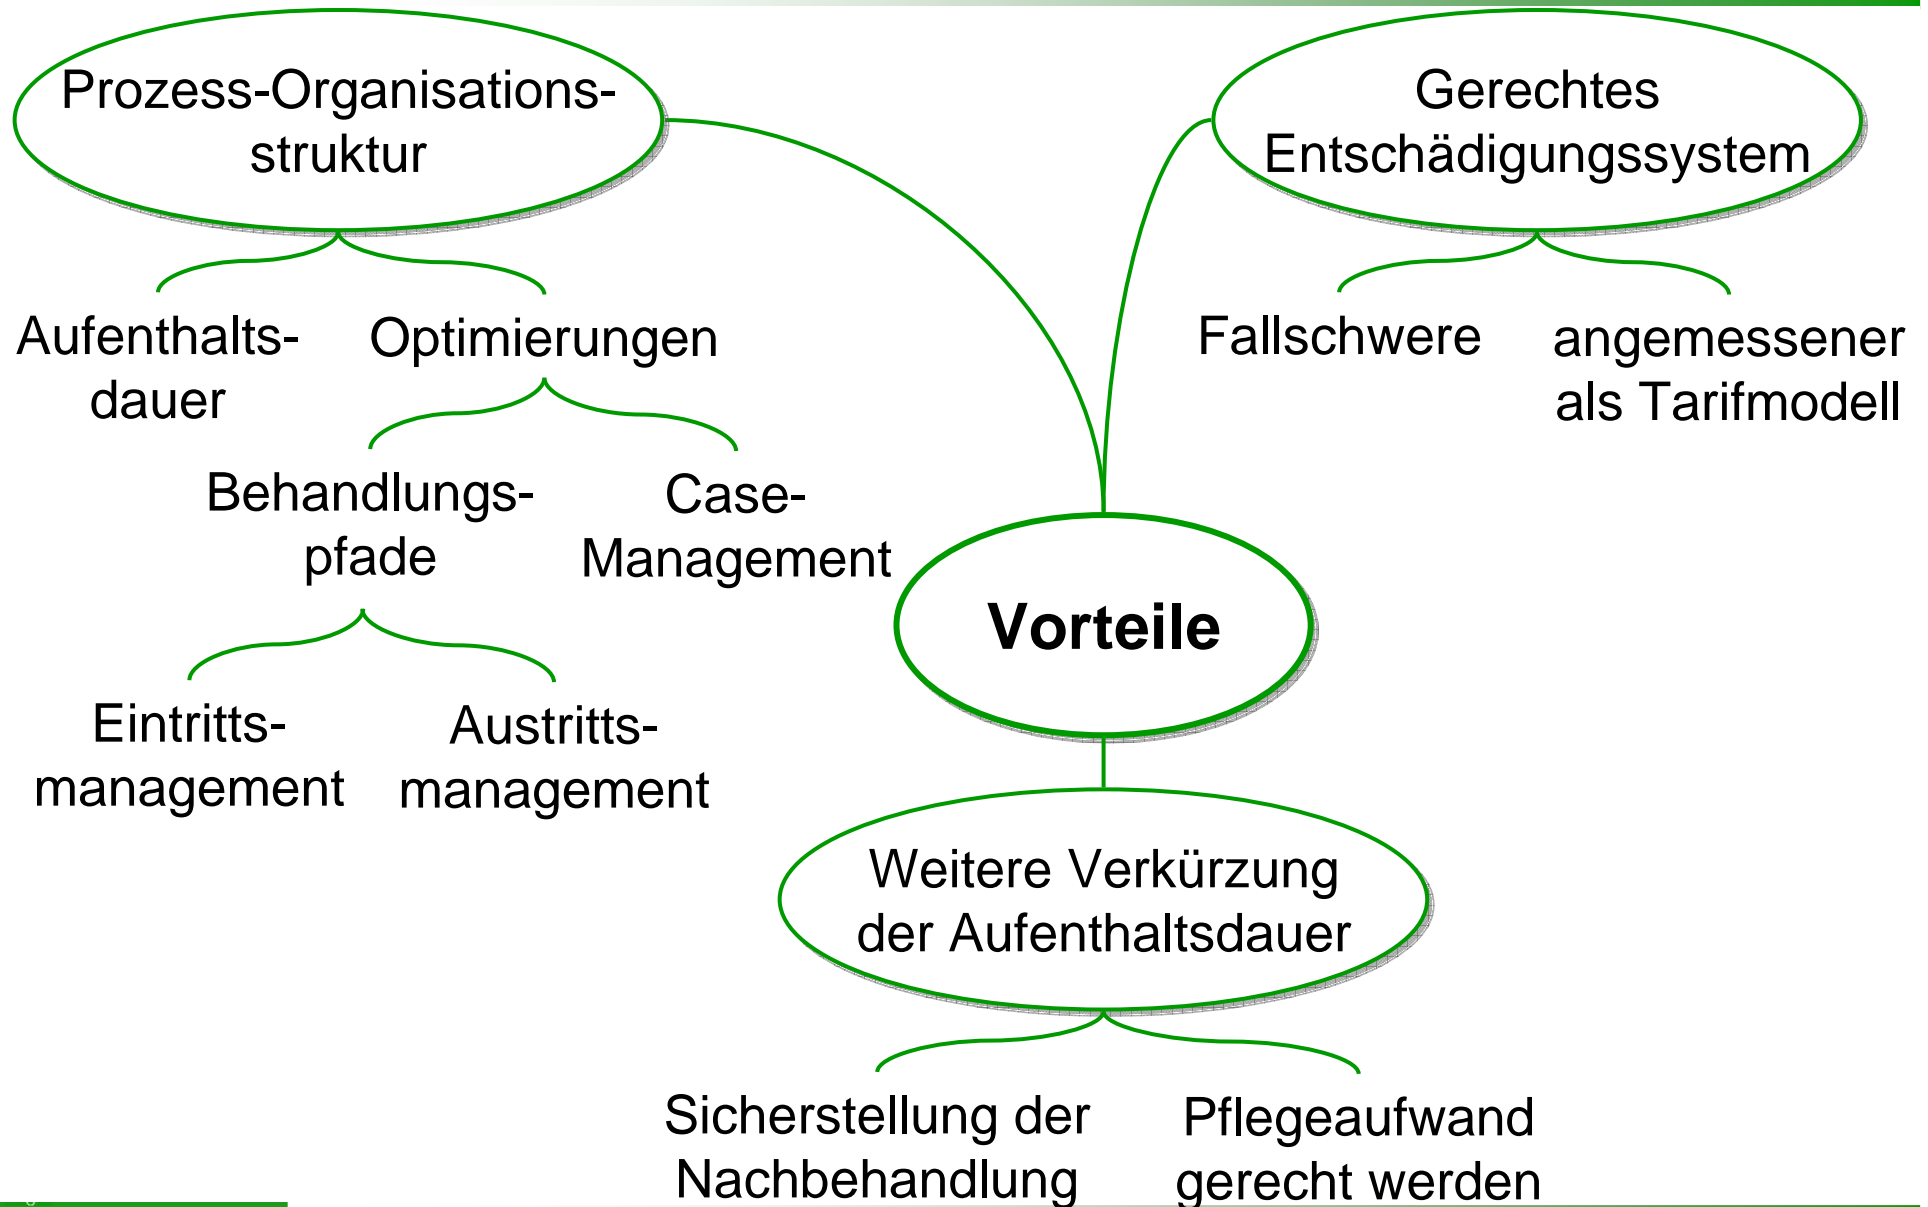 Prozess-Organisations-
struktur
Gerechtes
Entschädigungssystem
Aufenthalts-
dauer
Optimierungen
Fallschwere
angemessener
als Tarifmodell
Behandlungs-
pfade
Case-
Management
Vorteile
Eintritts-
management
Austritts-
management
Weitere Verkürzung
der Aufenthaltsdauer
Sicherstellung der
Nachbehandlung
Pflegeaufwand
gerecht werden